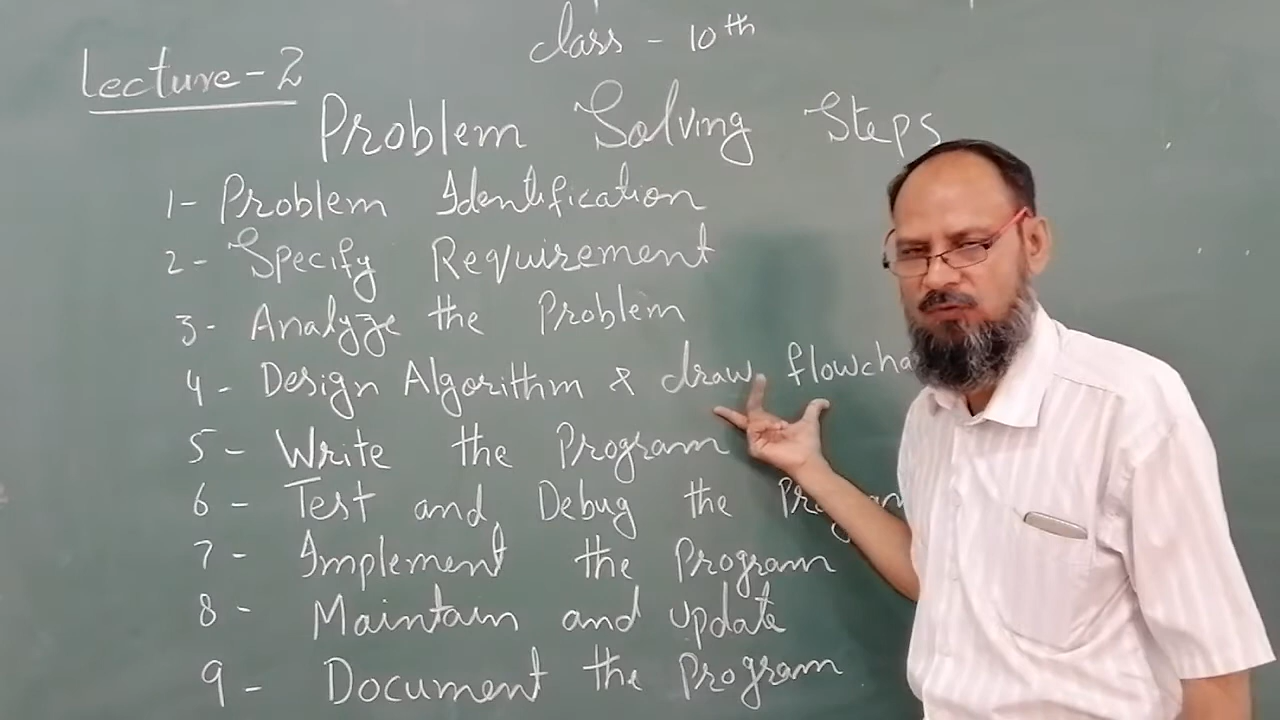 Class - 10th
Lecture-2
Problem Solving Steps
1- Problem Identification
2- Specify Requirement
3- Analyze the Problem
4- Design Algorithm & draw flowcha
5- Write the Program
6- Test and Debug the Program
7- Implement the Program
8- Maintain and update
9- Document the Program